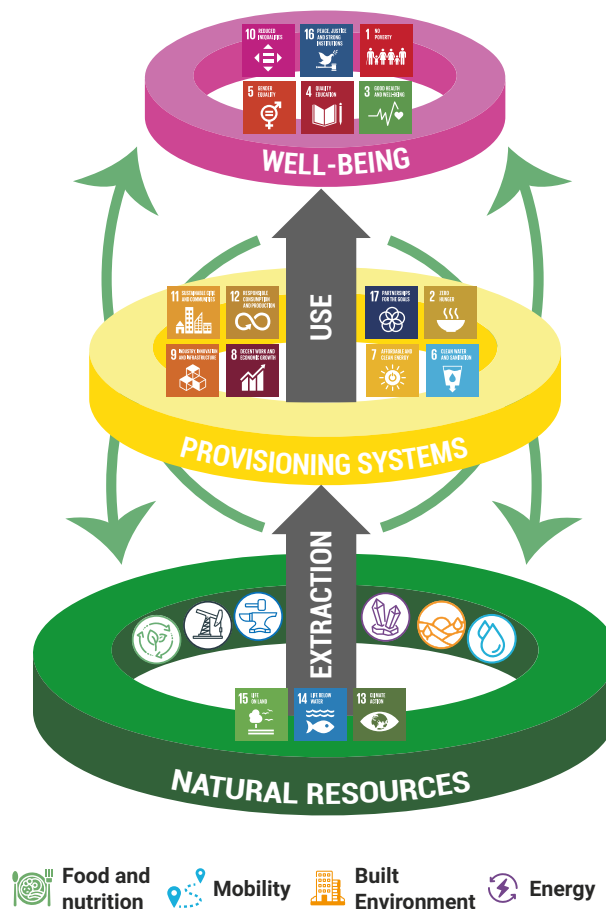 10 REDUCED
INEQUALITIES
16 PEACE, JUSTICE
AND STRONG
INSTITUTIONS
1 NO
POVERTY
5 GENDER
EQUALITY
4 QUALITY
EDUCATION
3 GOOD HEALTH
AND WELL-BEING
WELL-BEING
USE
11 SUSTAINABLE CITIES
AND COMMUNITIES
12 RESPONSIBLE
CONSUMPTION
AND PRODUCTION
17 PARTNERSHIPS
FOR THE GOALS
2 ZERO
HUNGER
9 INDUSTRY, INNOVATION
AND INFRASTRUCTURE
8 DECENT WORK AND
ECONOMIC GROWTH
7 AFFORDABLE AND
CLEAN ENERGY
6 CLEAN WATER
AND SANITATION
PROVISIONING SYSTEMS
EXTRACTION
15 LIFE
ON LAND
14 LIFE BELOW
WATER
13 CLIMATE
ACTION
NATURAL RESOURCES
Food and
nutrition
Mobility
Built
Environment
Energy